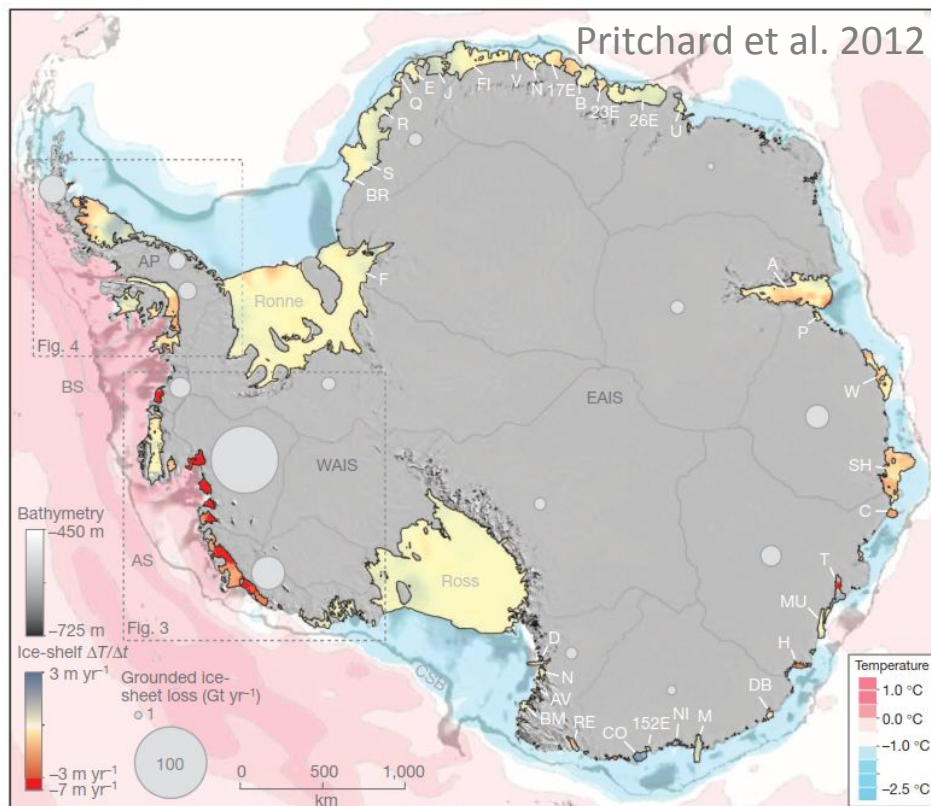 Pritchard et al. 2012
Q
E
J
FI
V
N
17E
B
23E
26E
U
R
S
BR
AP
Ronne
F
A
P
Fig. 4
BS
W
EAIS
WAIS
SH
C
Bathymetry
–450 m
–725 m
AS
Ross
T
MU
Fig. 3
Ice-shelf ΔT/Δt
3 m yr⁻¹
–3 m yr⁻¹
–7 m yr⁻¹
Grounded ice-
sheet loss (Gt yr⁻¹)
1
100
0 500 1,000
km
CSB
D
N
AV
BM
RE
CO
152E
NI
M
DB
H
Temperature
1.0 °C
0.0 °C
–1.0 °C
–2.5 °C